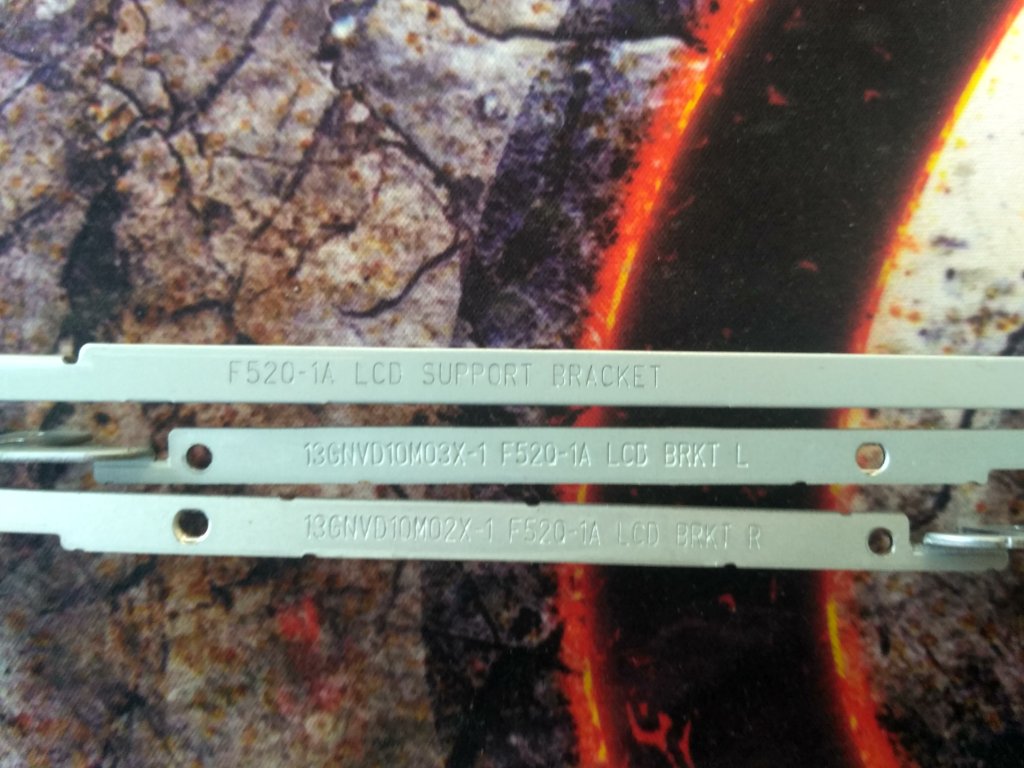 F520-1A LCD SUPPORT BRACKET
13GNVD10M03X-1 F520-1A LCD BRKT L
13GNVD10M02X-1 F520-1A LCD BRKT R